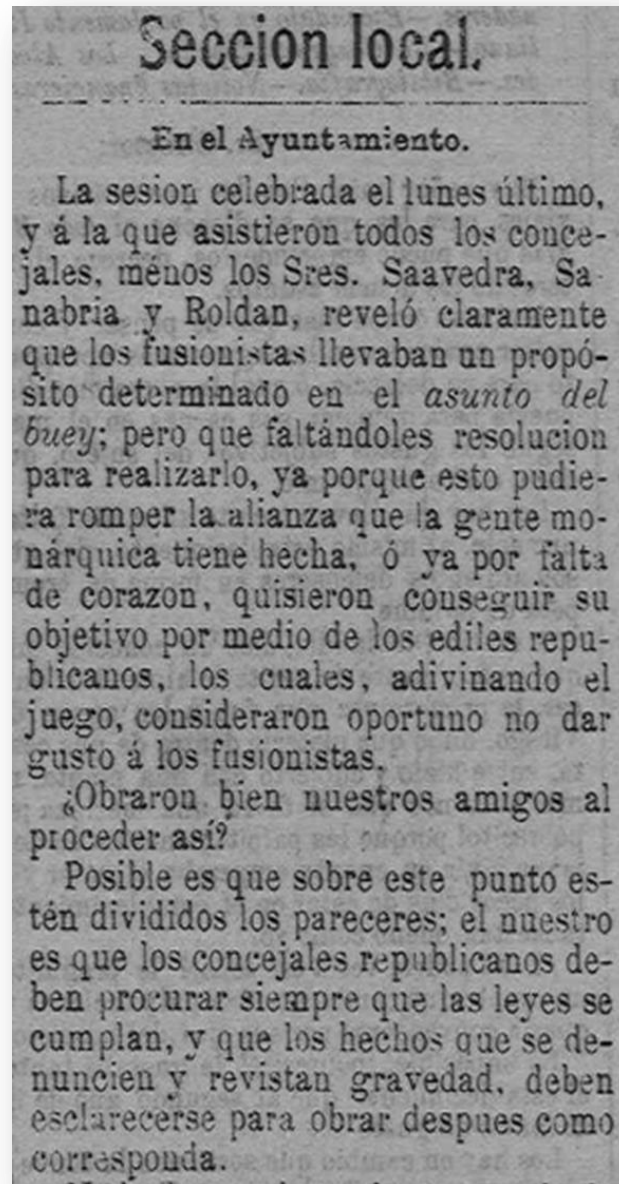 Seccion local.
En el Ayuntamiento.
La sesion celebrada el lunes último,
y á la que asistieron todos los conce-
jales, menos los Sres. Saavedra, Sa
nabria y Roldan, reveló claramente
que los fusionistas llevaban un propó-
sito determinado en el asunto del
buey; pero que faltándoles resolucion
para realizarlo, ya porque esto pudie-
ra romper la alianza que la gente mo-
nárquica tiene hecha, ó ya por falta
de corazon, quisieron conseguir su
objetivo por medio de los ediles repu-
blicanos, los cuales, adivinando el
juego, consideraron oportuno no dar
gusto á los fusionistas.
¿Obraron bien nuestros amigos al
proceder así?
Posible es que sobre este punto es-
tén divididos los pareceres; el nuestro
es que los concejales republicanos de-
ben procurar siempre que las leyes se
cumplan, y que los hechos que se de-
nuncien y revistan gravedad, deben
esclarecerse para obrar despues como
corresponda.